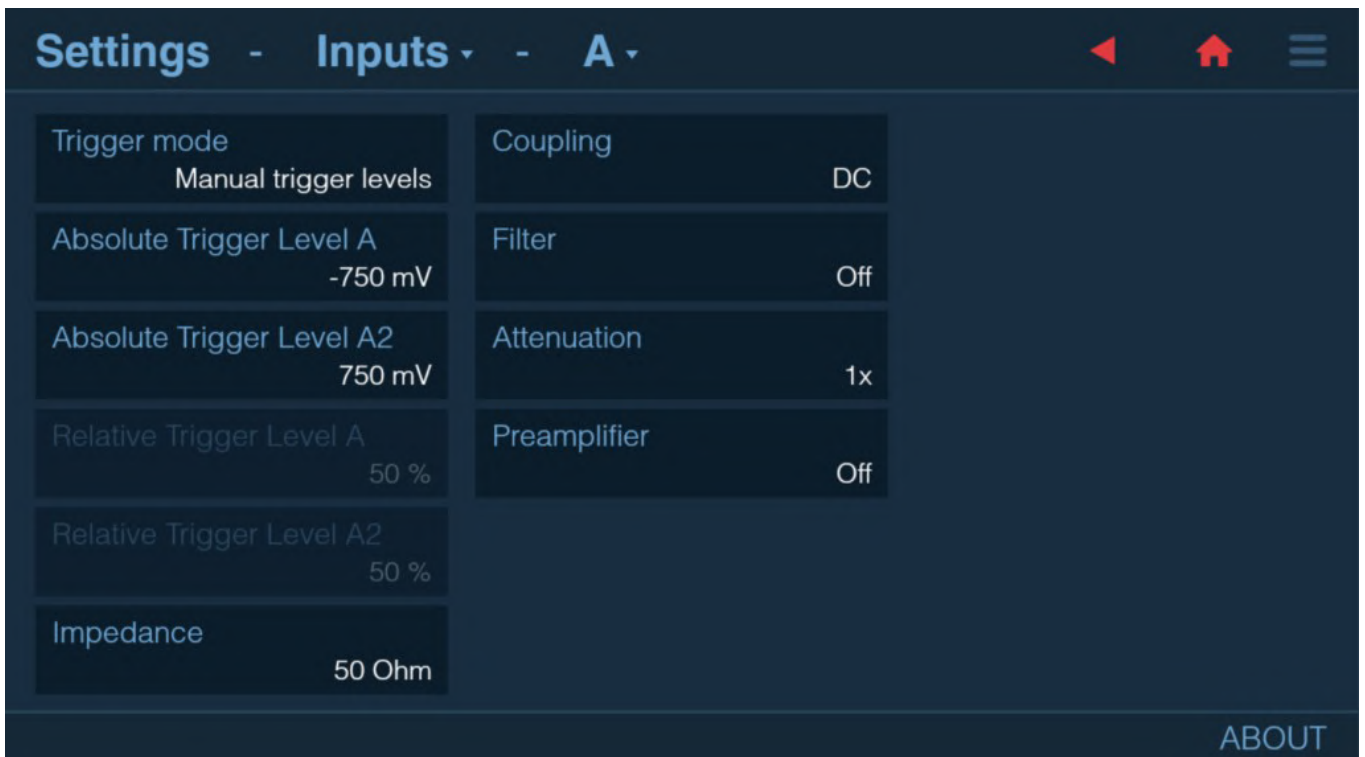 Settings - Inputs - A
Trigger mode
Manual trigger levels
Absolute Trigger Level A
-750 mV
Absolute Trigger Level A2
750 mV
Relative Trigger Level A
50 %
Relative Trigger Level A2
50 %
Impedance
50 Ohm
Coupling
DC
Filter
Off
Attenuation
1x
Preamplifier
Off
ABOUT